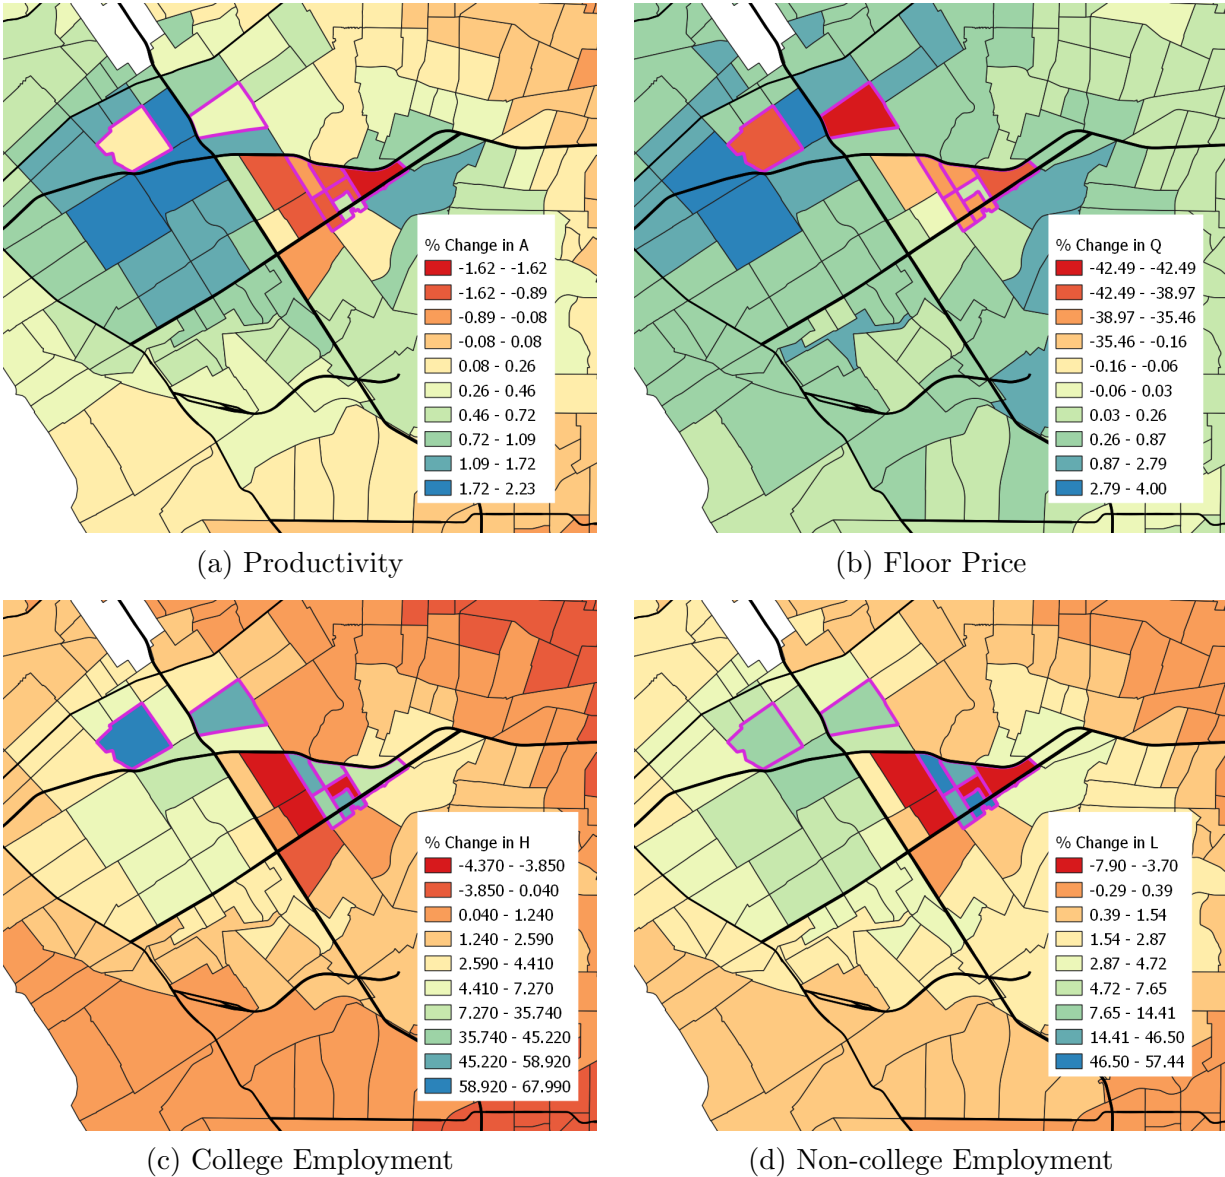 % Change in A
-1.62 - -1.62
-1.62 - -0.89
-0.89 - -0.08
-0.08 - 0.08
0.08 - 0.26
0.26 - 0.46
0.46 - 0.72
0.72 - 1.09
1.09 - 1.72
1.72 - 2.23
(a) Productivity
% Change in Q
-42.49 - -42.49
-42.49 - -38.97
-38.97 - -35.46
-35.46 - -0.16
-0.16 - -0.06
-0.06 - 0.03
0.03 - 0.26
0.26 - 0.87
0.87 - 2.79
2.79 - 4.00
(b) Floor Price
% Change in H
-4.370 - -3.850
-3.850 - 0.040
0.040 - 1.240
1.240 - 2.590
2.590 - 4.410
4.410 - 7.270
7.270 - 35.740
35.740 - 45.220
45.220 - 58.920
58.920 - 67.990
(c) College Employment
% Change in L
-7.90 - -3.70
-0.29 - 0.39
0.39 - 1.54
1.54 - 2.87
2.87 - 4.72
4.72 - 7.65
7.65 - 14.41
14.41 - 46.50
46.50 - 57.44
(d) Non-college Employment